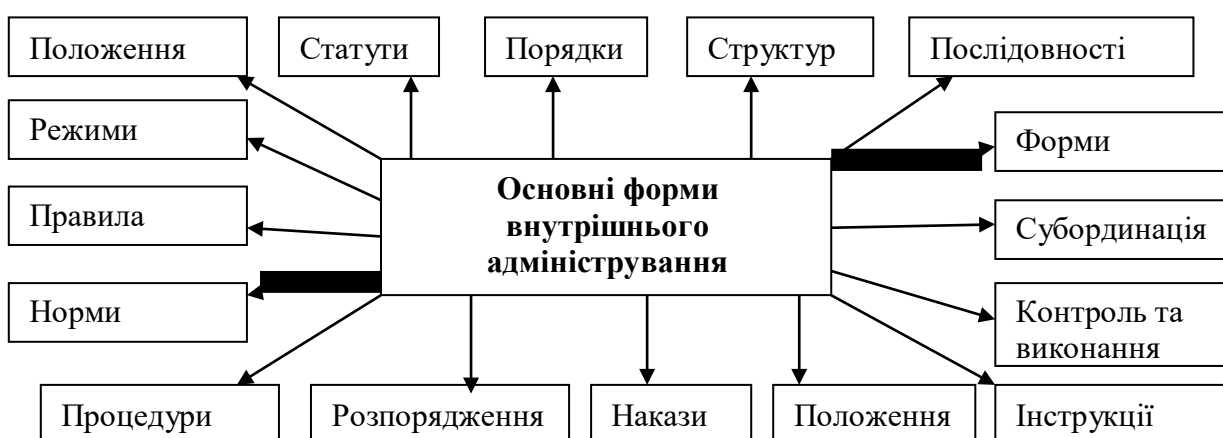 Положення
Статути
Порядки
Структур
Послідовності
Режими
Форми
Основні форми
внутрішнього
адміністрування
Правила
Субординація
Норми
Контроль та
виконання
Процедури
Розпорядження
Накази
Положення
Інструкції